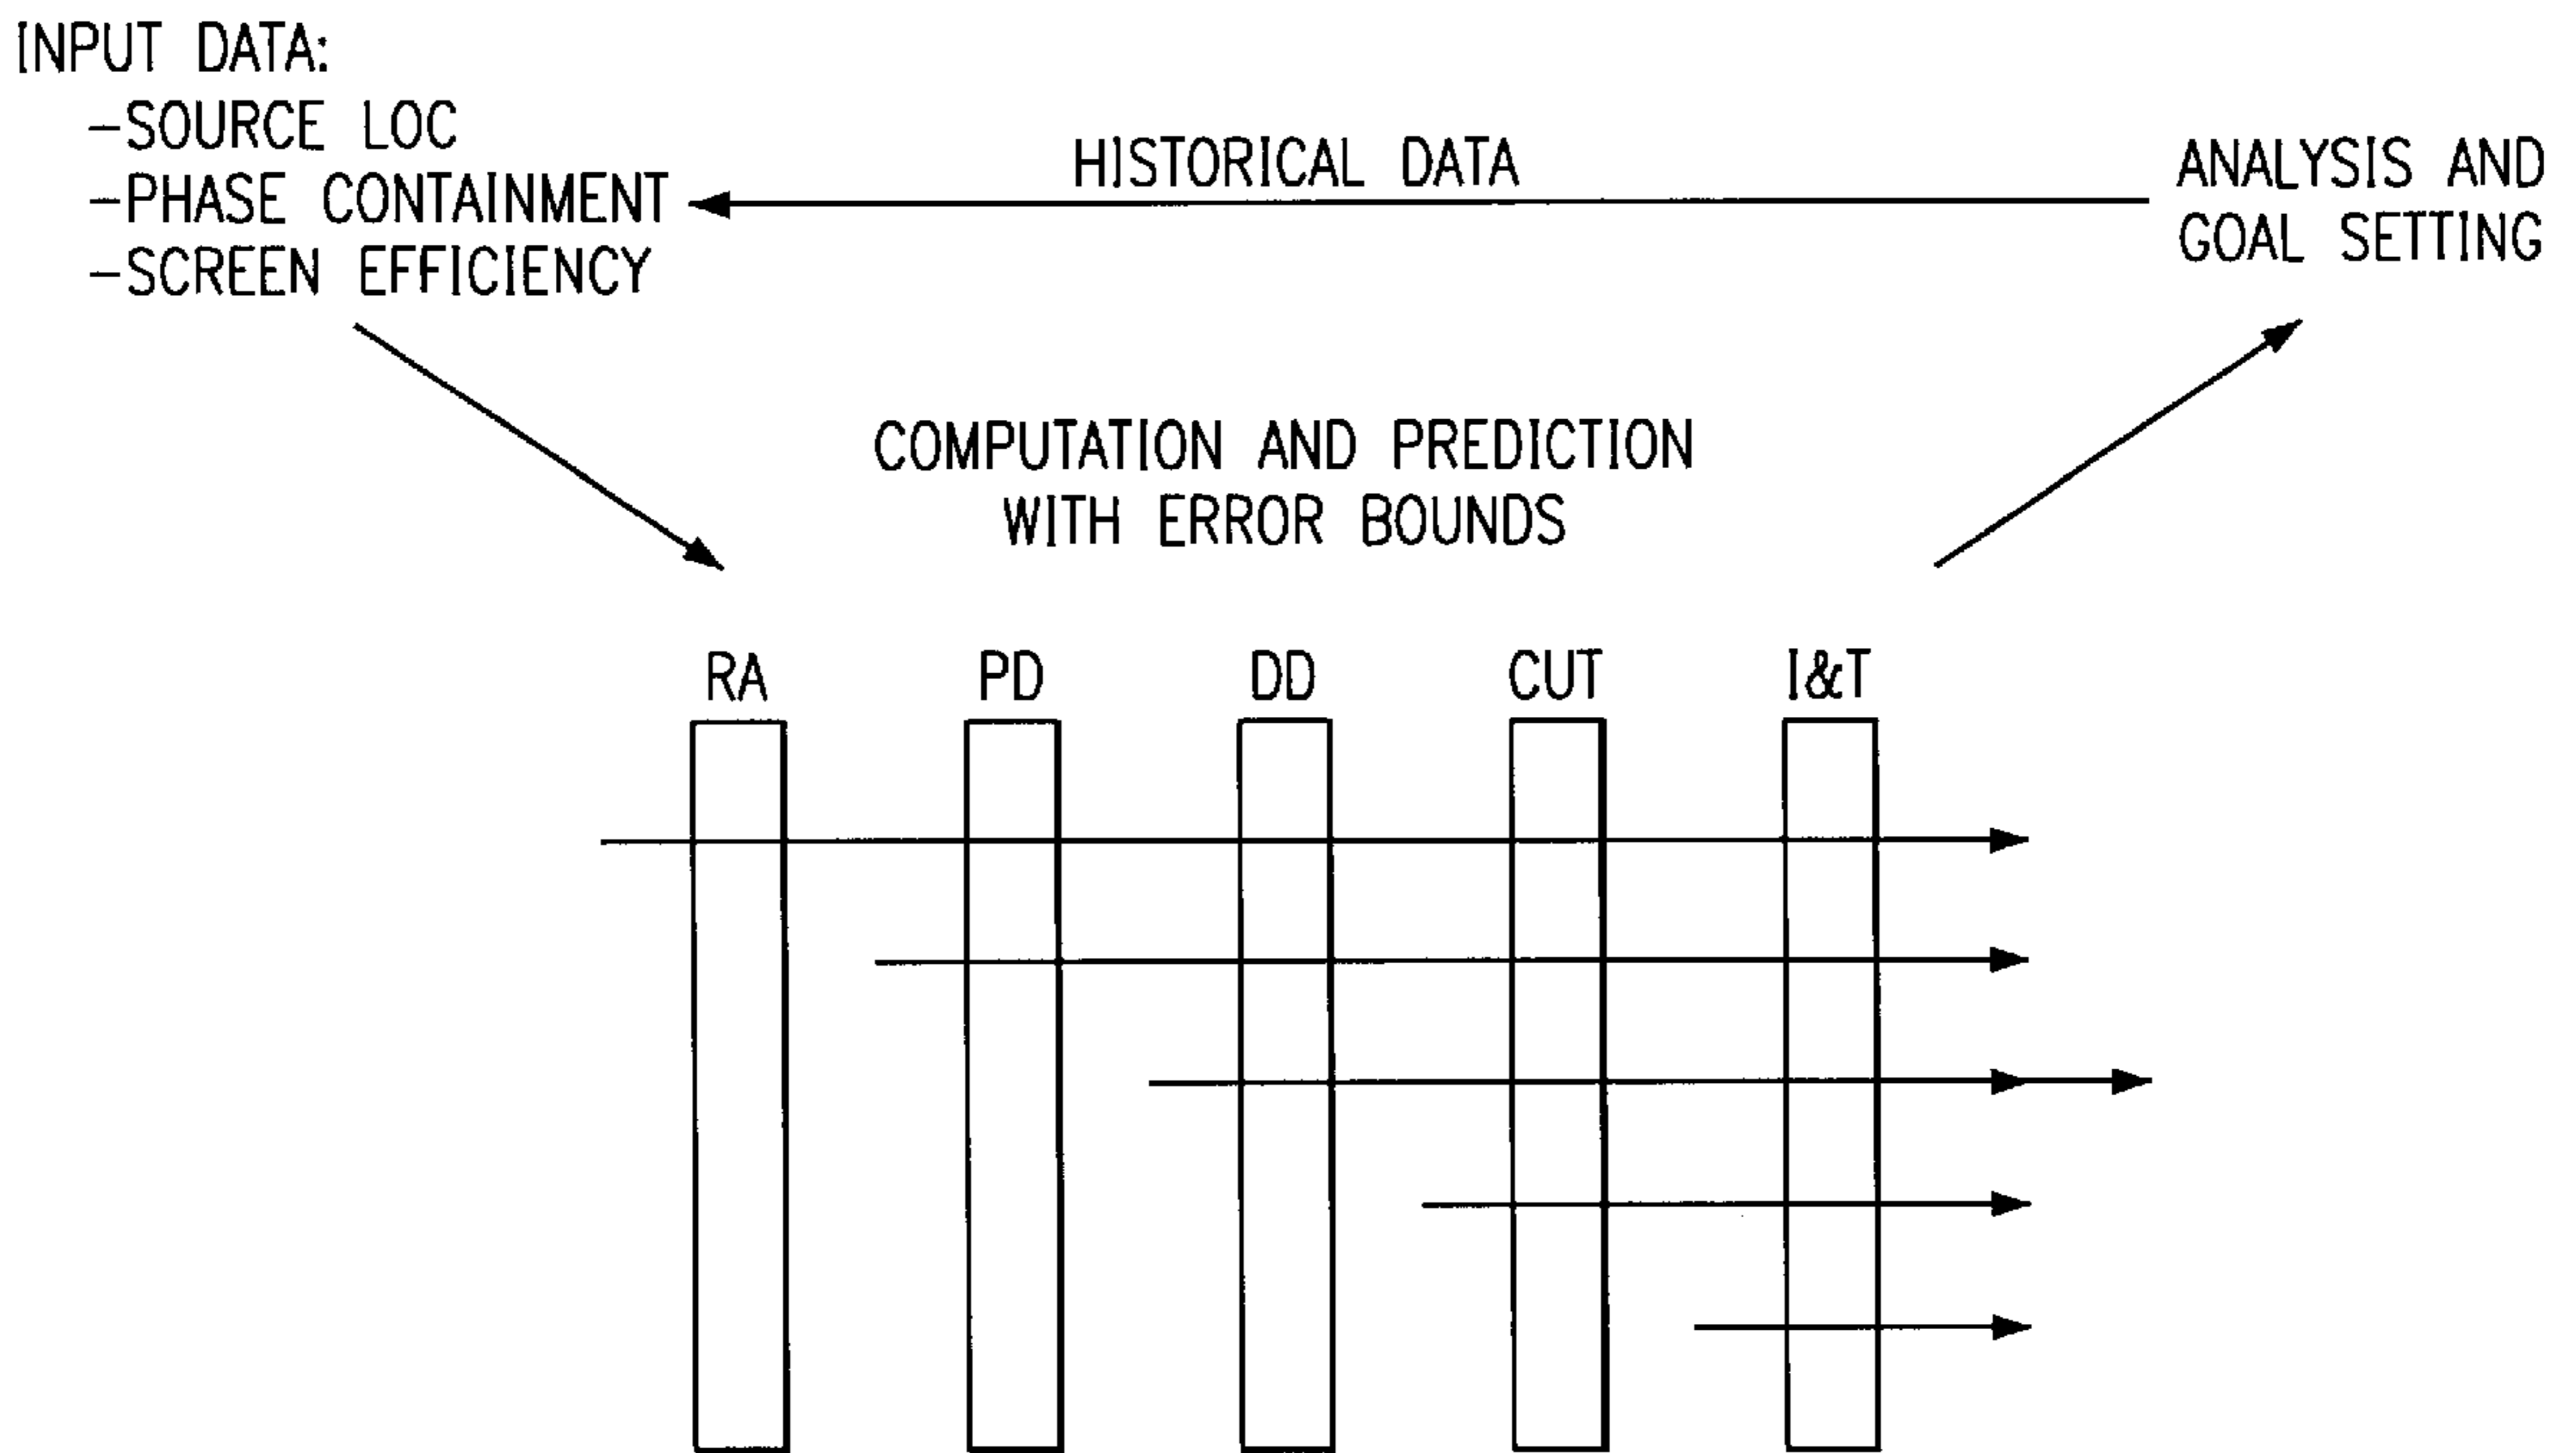 INPUT DATA:
-SOURCE LOC
-PHASE CONTAINMENT
-SCREEN EFFICIENCY
HISTORICAL DATA
ANALYSIS AND
GOAL SETTING
COMPUTATION AND PREDICTION
WITH ERROR BOUNDS
RA PD DD CUT I&T